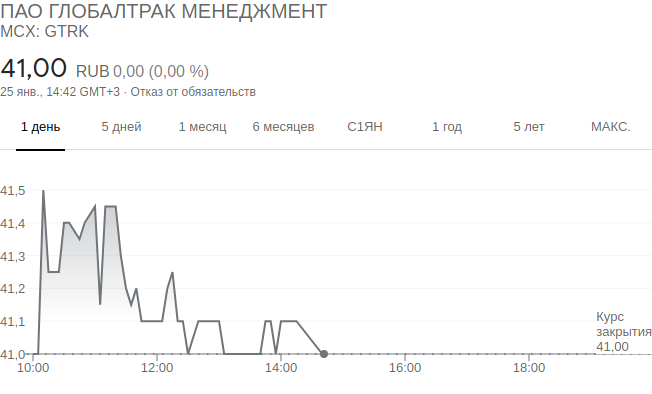 ПАО ГЛОБАЛТРАК МЕНЕДЖМЕНТ
MCX: GTRK
41,00 RUB 0,00 (0,00 %)
25 янв., 14:42 GMT+3 · Отказ от обязательств
1 день 5 дней 1 месяц 6 месяцев С1ЯН 1 год 5 лет МАКС.
41,5
41,4
41,3
41,2
41,1
Курс
закрытия
41,00
41,0
10:00 12:00 14:00 16:00 18:00